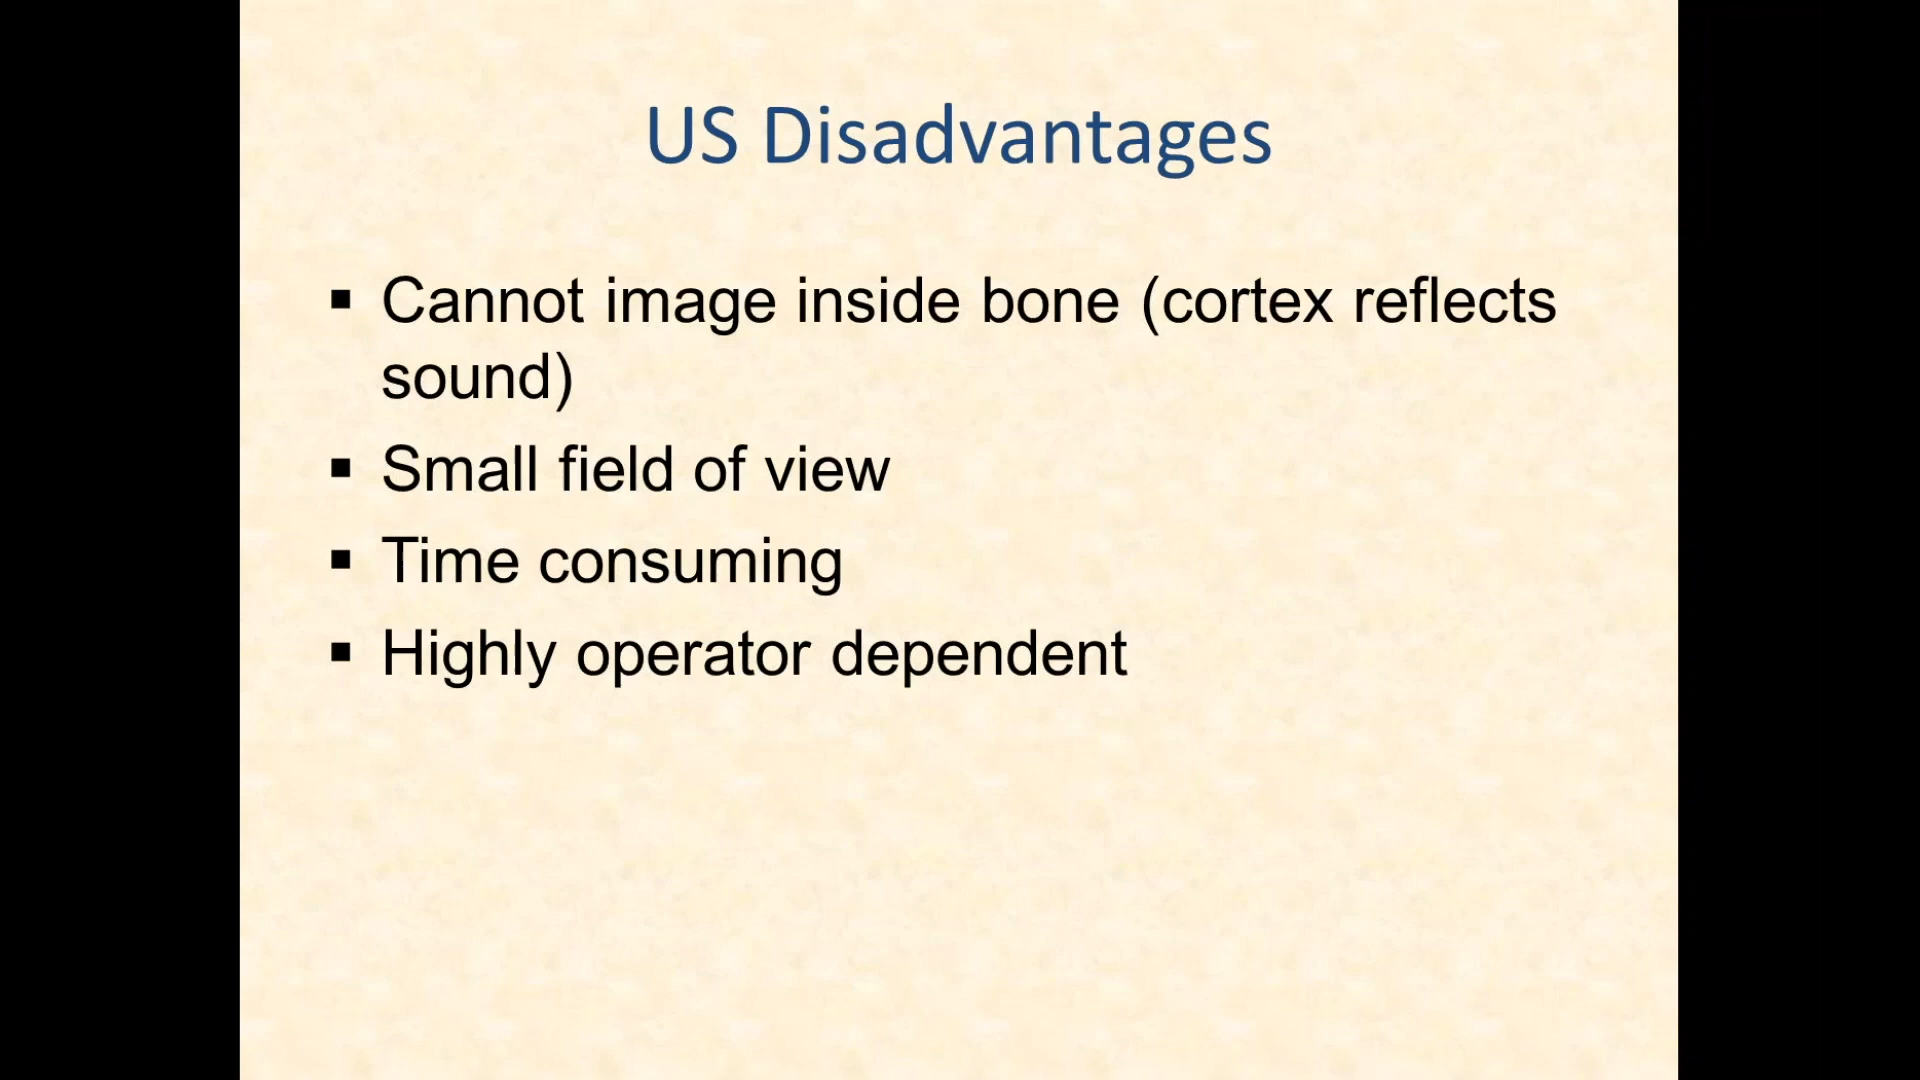 US Disadvantages
▪ Cannot image inside bone (cortex reflects
sound)
▪ Small field of view
▪ Time consuming
▪ Highly operator dependent